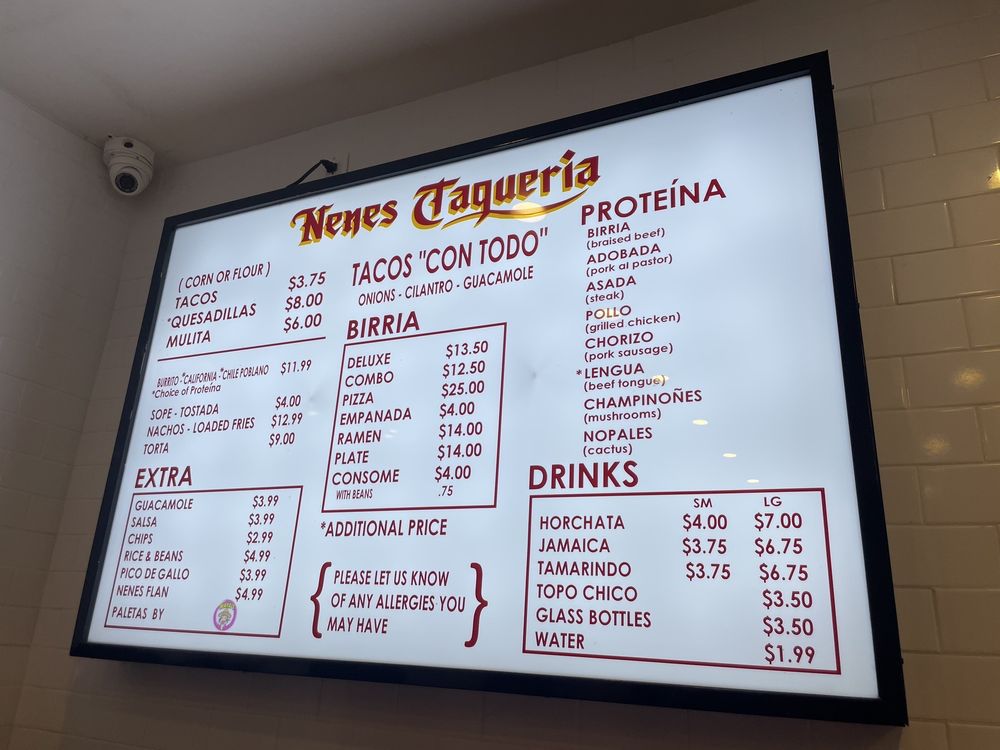 Nenes Taqueria
( CORN OR FLOUR )
TACOS $3.75
*QUESADILLAS $8.00
MULITA $6.00
BURRITO -*CALIFORNIA -*CHILE POBLANO $11.99
*Choice of Proteína
SOPE - TOSTADA $4.00
NACHOS - LOADED FRIES $12.99
TORTA $9.00
EXTRA
GUACAMOLE $3.99
SALSA $3.99
CHIPS $2.99
RICE & BEANS $4.99
PICO DE GALLO $3.99
NENES FLAN $4.99
PALETAS BY
TACOS "CON TODO"
ONIONS - CILANTRO - GUACAMOLE
BIRRIA
DELUXE $13.50
COMBO $12.50
PIZZA $25.00
EMPANADA $4.00
RAMEN $14.00
PLATE $14.00
CONSOME $4.00
WITH BEANS .75
*ADDITIONAL PRICE
{ PLEASE LET US KNOW
OF ANY ALLERGIES YOU
MAY HAVE }
PROTEÍNA
BIRRIA
(braised beef)
ADOBADA
(pork al pastor)
ASADA
(steak)
POLLO
(grilled chicken)
CHORIZO
(pork sausage)
*LENGUA
(beef tongue)
CHAMPINOÑES
(mushrooms)
NOPALES
(cactus)
DRINKS
SM LG
HORCHATA $4.00 $7.00
JAMAICA $3.75 $6.75
TAMARINDO $3.75 $6.75
TOPO CHICO $3.50
GLASS BOTTLES $3.50
WATER $1.99